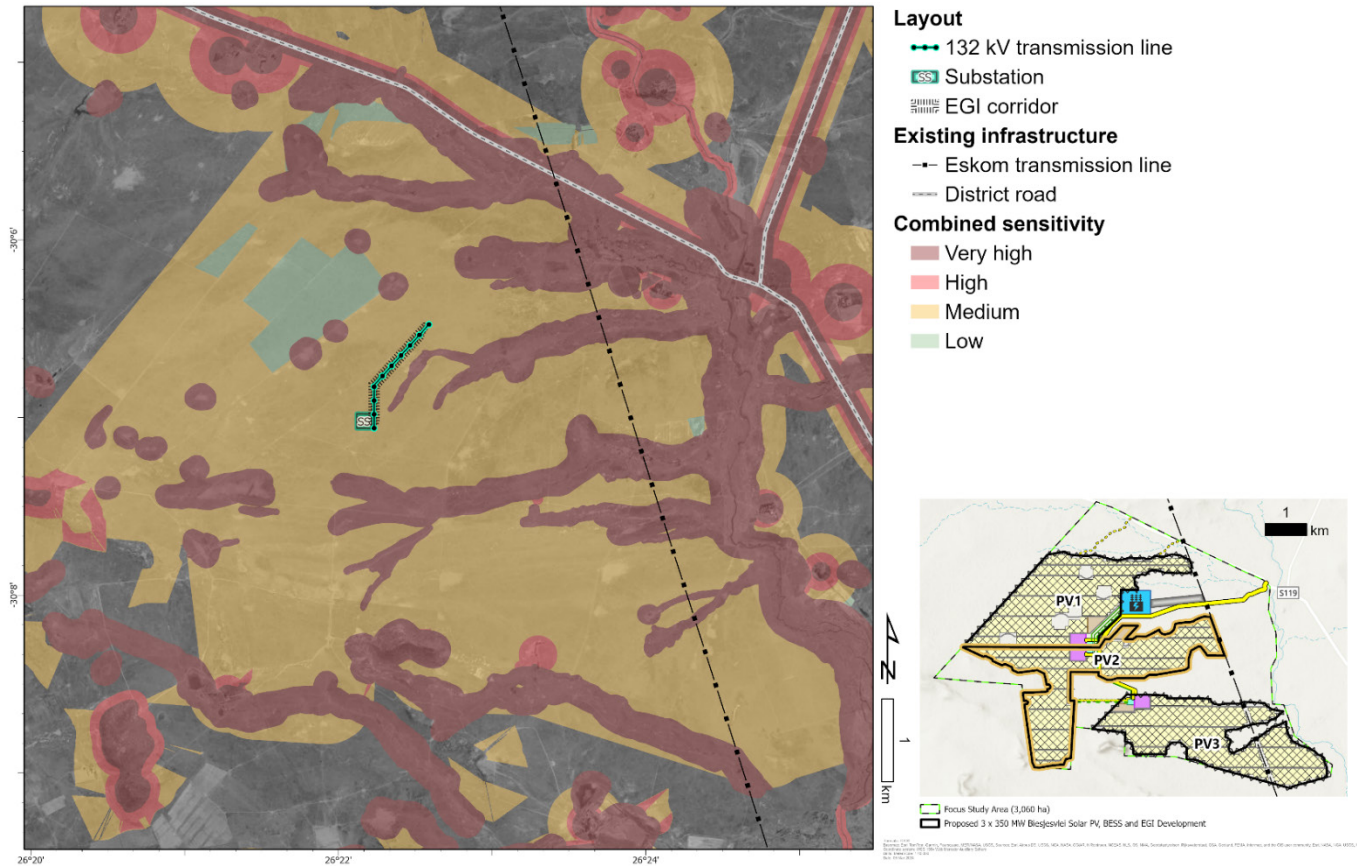 Layout
132 kV transmission line
SS Substation
EGI corridor
Existing infrastructure
Eskom transmission line
District road
Combined sensitivity
Very high
High
Medium
Low
-30°6'
-30°8'
SS
26°20'
26°22'
26°24'
N
1
km
1
km
S119
PV1
PV2
PV3
Focus Study Area (3,060 ha)
Proposed 3 x 350 MW Biesjesvlei Solar PV, BESS and EGI Development